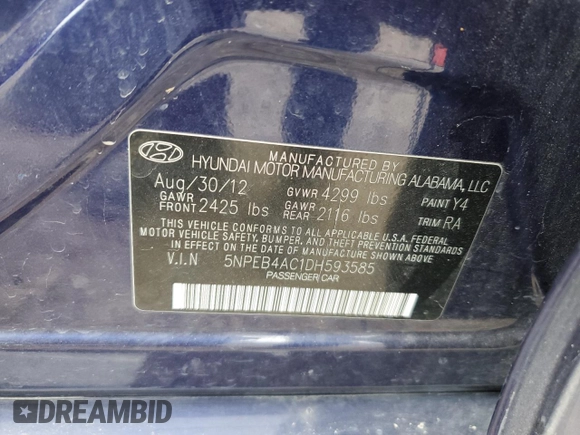 MANUFACTURED BY
HYUNDAI MOTOR MANUFACTURING ALABAMA, LLC
Aug/30/12 GVWR 4299 lbs PAINT Y4
GAWR FRONT 2425 lbs GAWR REAR 2116 lbs TRIM RA
THIS VEHICLE CONFORMS TO ALL APPLICABLE U.S.A. FEDERAL
MOTOR VEHICLE SAFETY, BUMPER, AND THEFT PREVENTION STANDARDS
IN EFFECT ON THE DATE OF MANUFACTURE SHOWN ABOVE.
V.I.N 5NPEB4AC1DH593585
PASSENGER CAR
DREAMBID